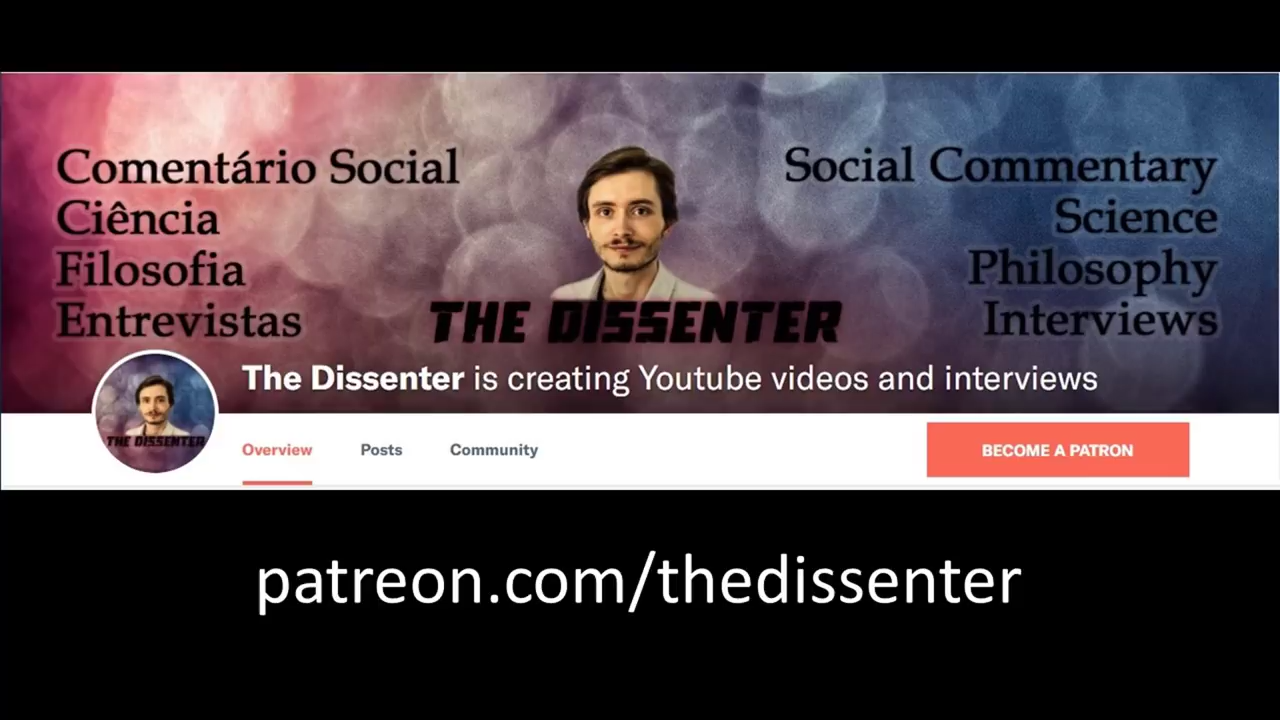 Comentário Social
Ciência
Filosofia
Entrevistas
Social Commentary
Science
Philosophy
Interviews
THE DISSENTER
The Dissenter is creating Youtube videos and interviews
THE DISSENTER
Overview
Posts
Community
BECOME A PATRON
patreon.com/thedissenter